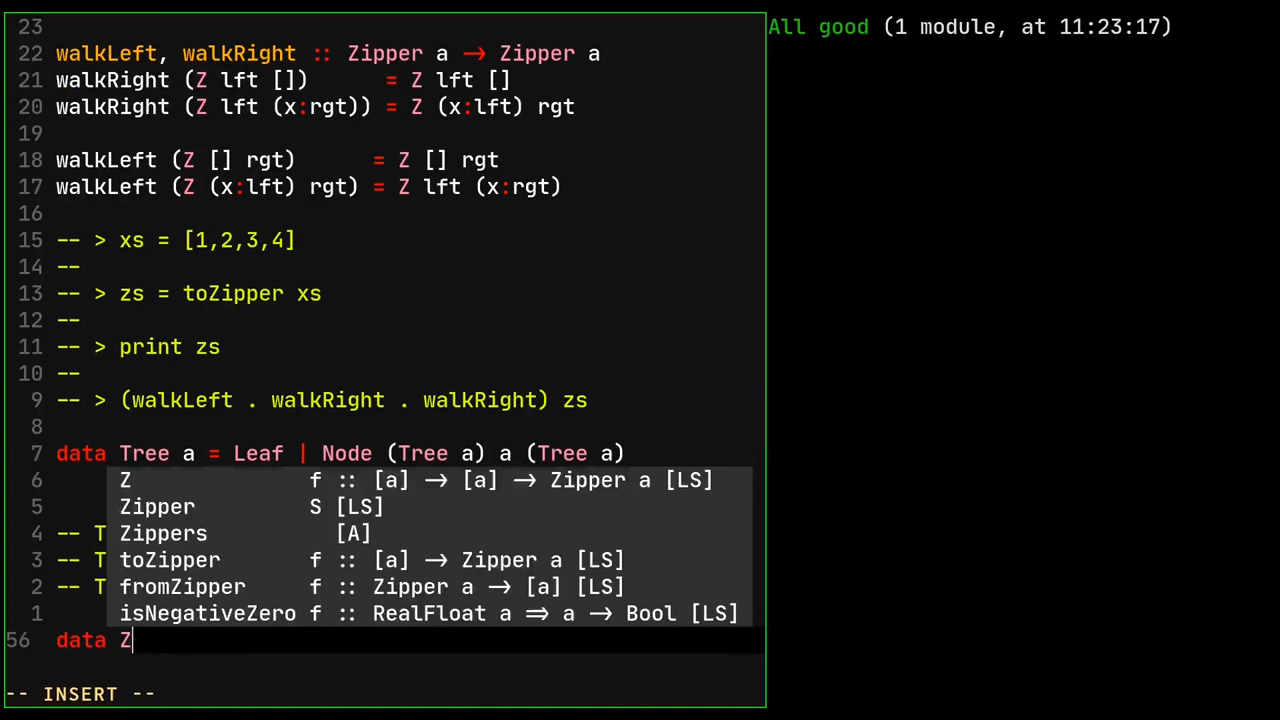 23
22 walkLeft, walkRight :: Zipper a → Zipper a
21 walkRight (Z lft [])      = Z lft []
20 walkRight (Z lft (x:rgt)) = Z (x:lft) rgt
19
18 walkLeft (Z [] rgt)      = Z [] rgt
17 walkLeft (Z (x:lft) rgt) = Z lft (x:rgt)
16
15 -- > xs = [1,2,3,4]
14 --
13 -- > zs = toZipper xs
12 --
11 -- > print zs
10 --
9 -- > (walkLeft . walkRight . walkRight) zs
8
7 data Tree a = Leaf | Node (Tree a) a (Tree a)
6 Z f :: [a] → [a] → Zipper a [LS]
5 Zipper S [LS]
4 -- T Zippers [A]
3 -- T toZipper f :: [a] → Zipper a [LS]
2 -- T fromZipper f :: Zipper a → [a] [LS]
1 isNegativeZero f :: RealFloat a ⇒ a → Bool [LS]
56 data Z
-- INSERT --
All good (1 module, at 11:23:17)